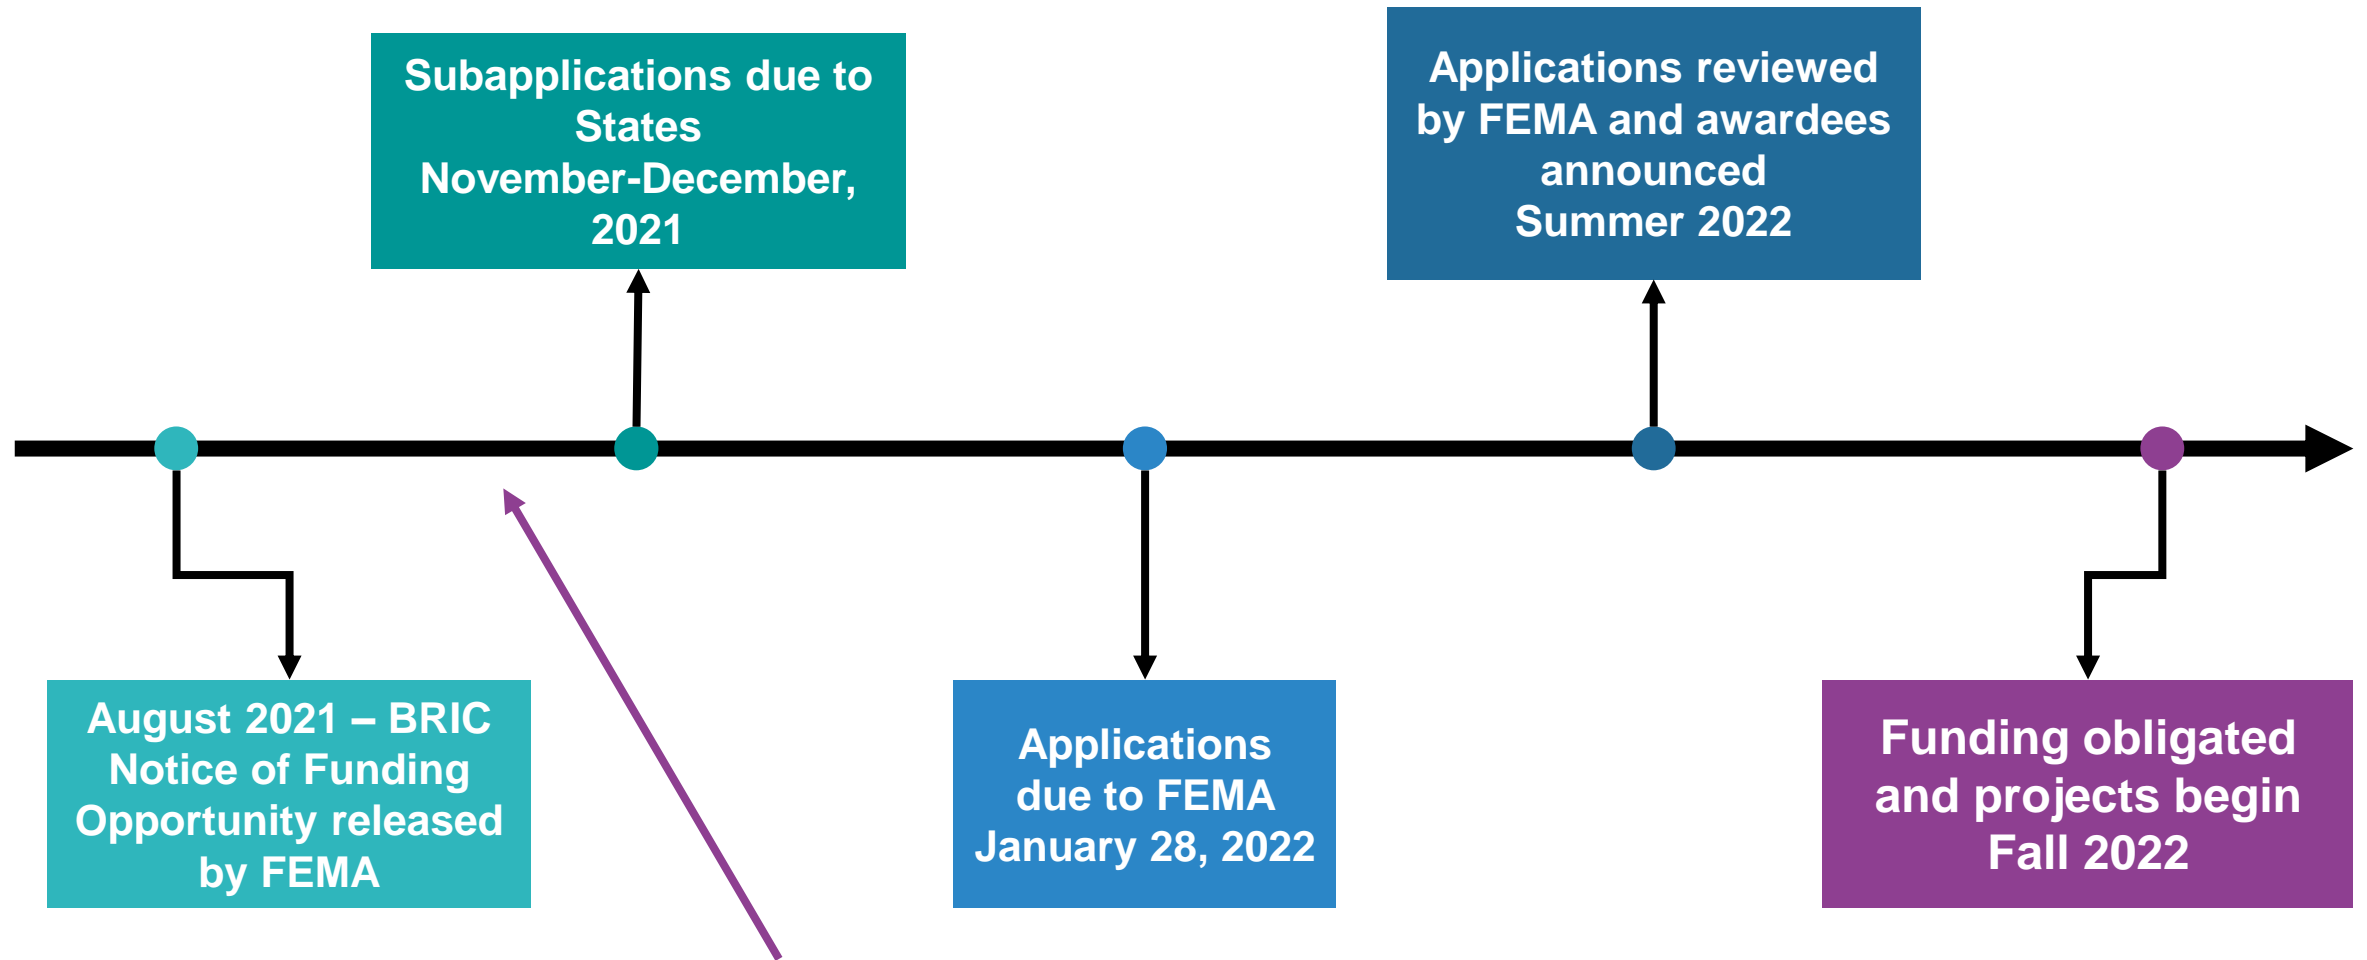 Subapplications due to
States
November-December,
2021
Applications reviewed
by FEMA and awardees
announced
Summer 2022
August 2021 – BRIC
Notice of Funding
Opportunity released
by FEMA
Applications
due to FEMA
January 28, 2022
Funding obligated
and projects begin
Fall 2022